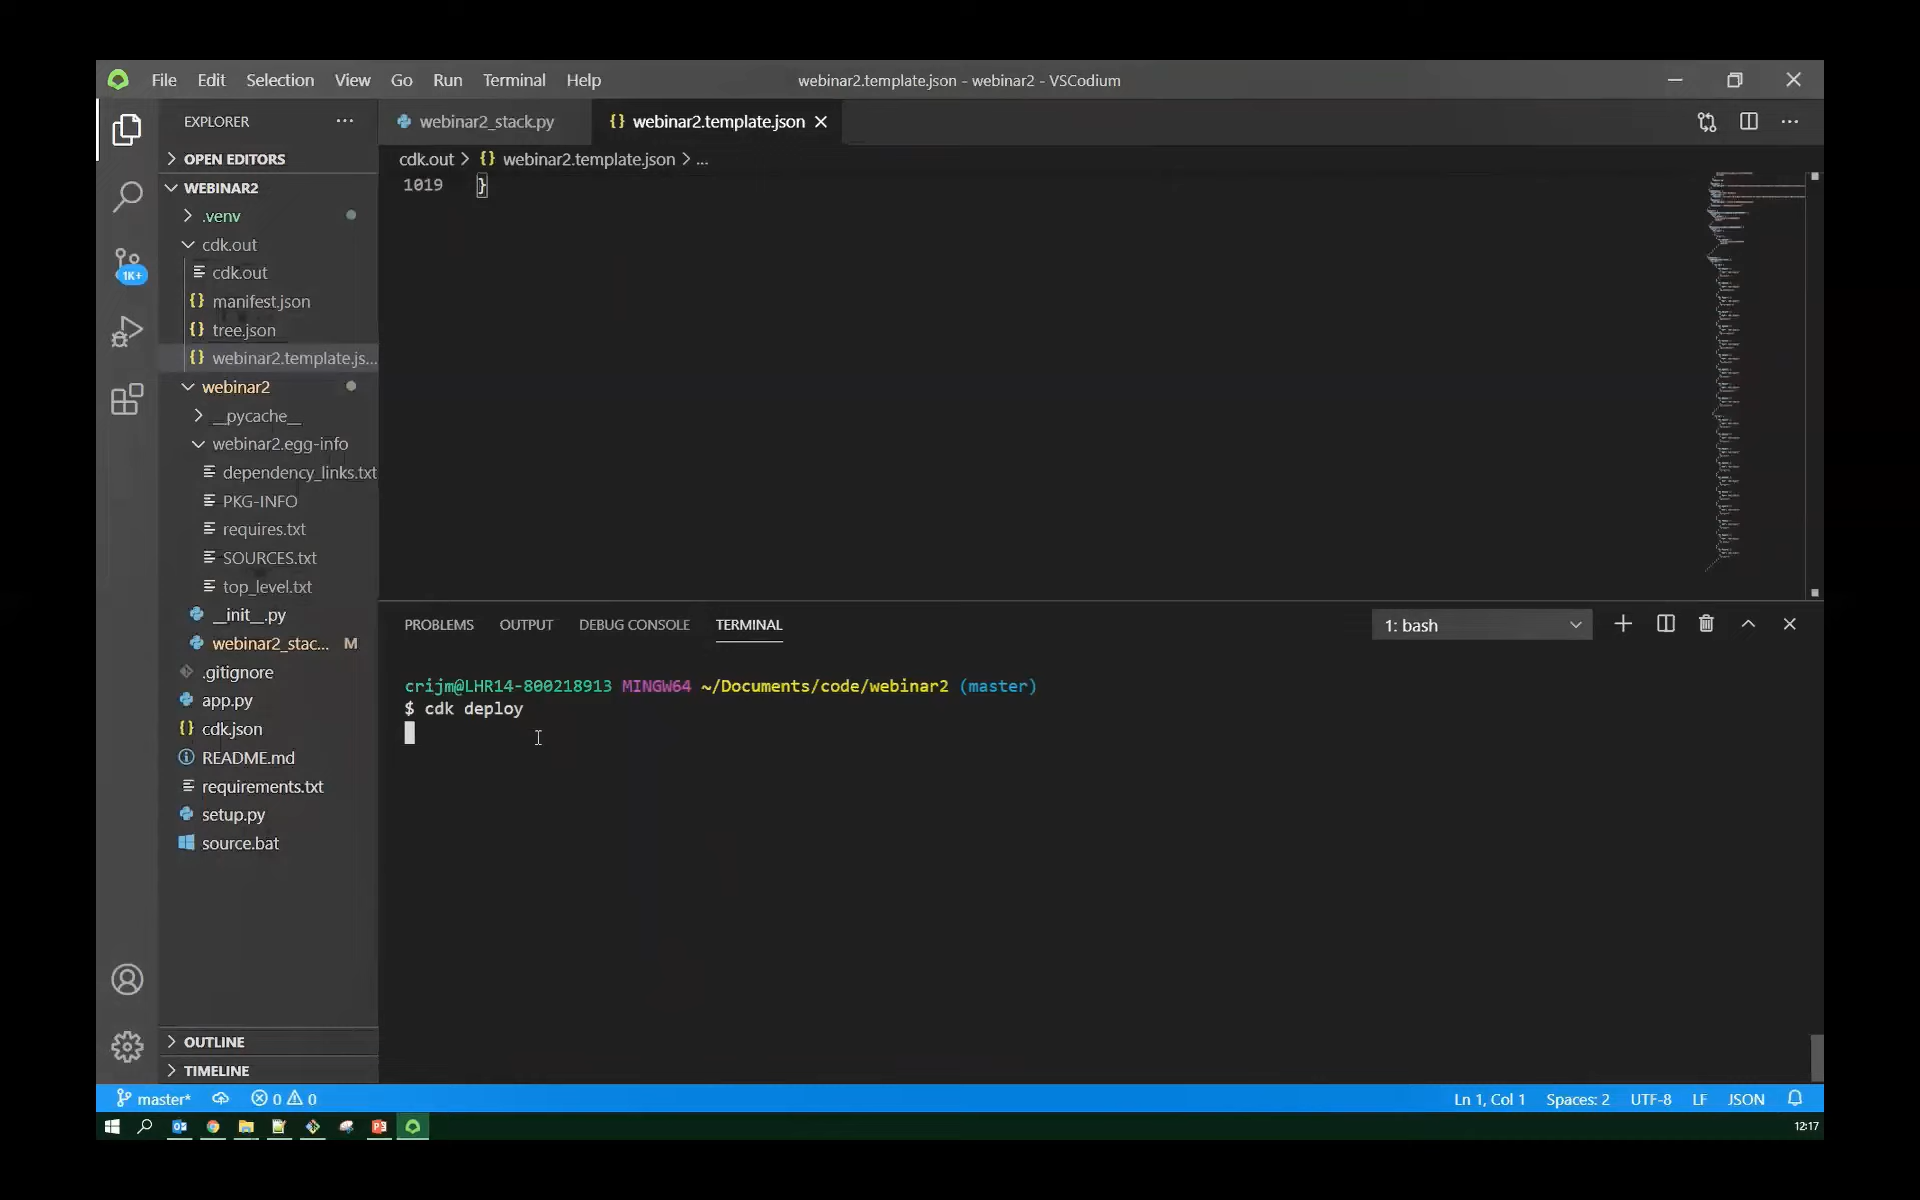 File Edit Selection View Go Run Terminal Help
webinar2.template.json - webinar2 - VSCodium
EXPLORER
OPEN EDITORS
WEBINAR2
.venv
cdk.out
cdk.out
manifest.json
tree.json
webinar2.template.js...
webinar2
__pycache__
webinar2.egg-info
dependency_links.txt
PKG-INFO
requires.txt
SOURCES.txt
top_level.txt
__init__.py
webinar2_stac... M
.gitignore
app.py
cdk.json
README.md
requirements.txt
setup.py
source.bat
OUTLINE
TIMELINE
1K+
webinar2_stack.py
{} webinar2.template.json
cdk.out > {} webinar2.template.json > ...
1019 }
PROBLEMS OUTPUT DEBUG CONSOLE TERMINAL
1: bash
crijm@LHR14-800218913 MINGW64 ~/Documents/code/webinar2 (master)
$ cdk deploy
master* 0 0
Ln 1, Col 1 Spaces: 2 UTF-8 LF JSON
12:17